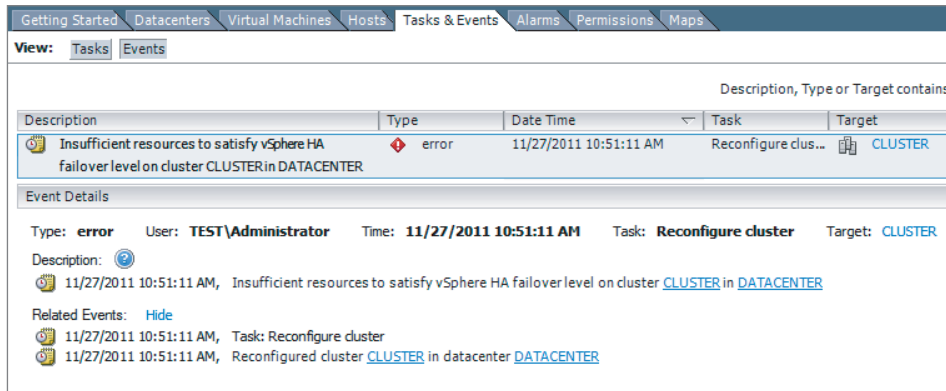 Getting Started Datacenters Virtual Machines Hosts Tasks & Events Alarms Permissions Maps
View: Tasks Events
Description, Type or Target contains
Description Type Date Time Task Target
Insufficient resources to satisfy vSphere HA error 11/27/2011 10:51:11 AM Reconfigure clus... CLUSTER
failover level on cluster CLUSTER in DATACENTER
Event Details
Type: error User: TEST\Administrator Time: 11/27/2011 10:51:11 AM Task: Reconfigure cluster Target: CLUSTER
Description: ?
11/27/2011 10:51:11 AM, Insufficient resources to satisfy vSphere HA failover level on cluster CLUSTER in DATACENTER
Related Events: Hide
11/27/2011 10:51:11 AM, Task: Reconfigure cluster
11/27/2011 10:51:11 AM, Reconfigured cluster CLUSTER in datacenter DATACENTER